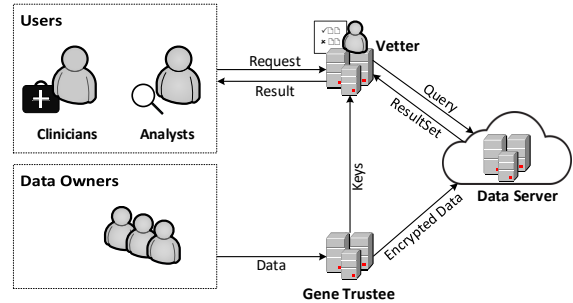 Users
Clinicians
Analysts
Data Owners
Request
Result
Vetter
Query
ResultSet
Data Server
Keys
Encrypted Data
Data
Gene Trustee